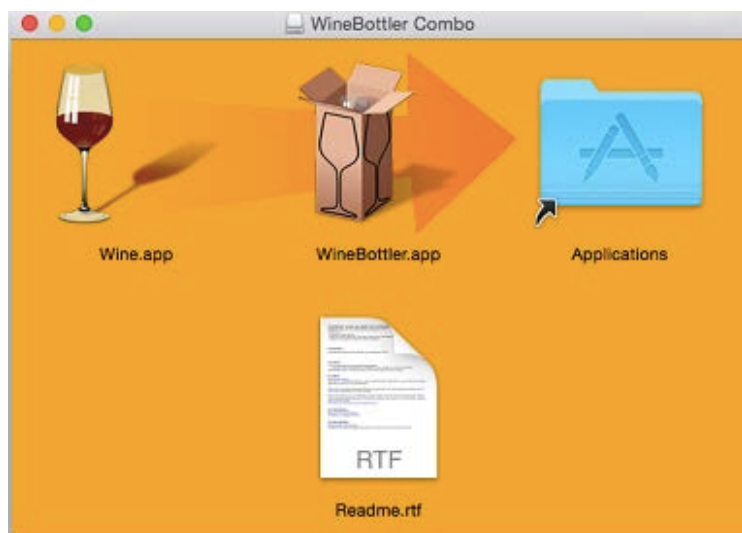 WineBottler Combo
Wine.app
WineBottler.app
Applications
RTF
Readme.rtf